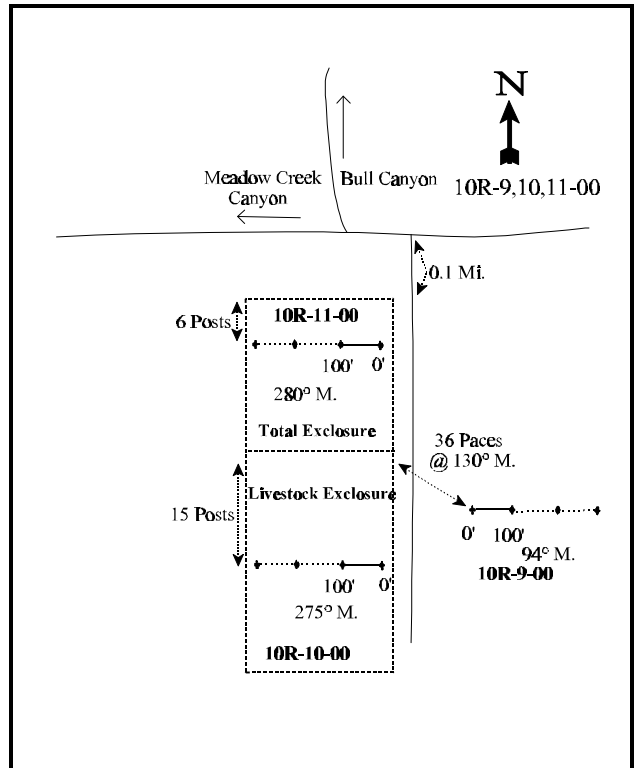 N
Meadow Creek
Canyon
Bull Canyon
10R-9,10,11-00
0.1 Mi.
6 Posts
10R-11-00
100' 0'
280° M.
Total Exclosure
36 Paces
@ 130° M.
Livestock Exclosure
15 Posts
0' 100'
94° M.
10R-9-00
100' 0'
275° M.
10R-10-00